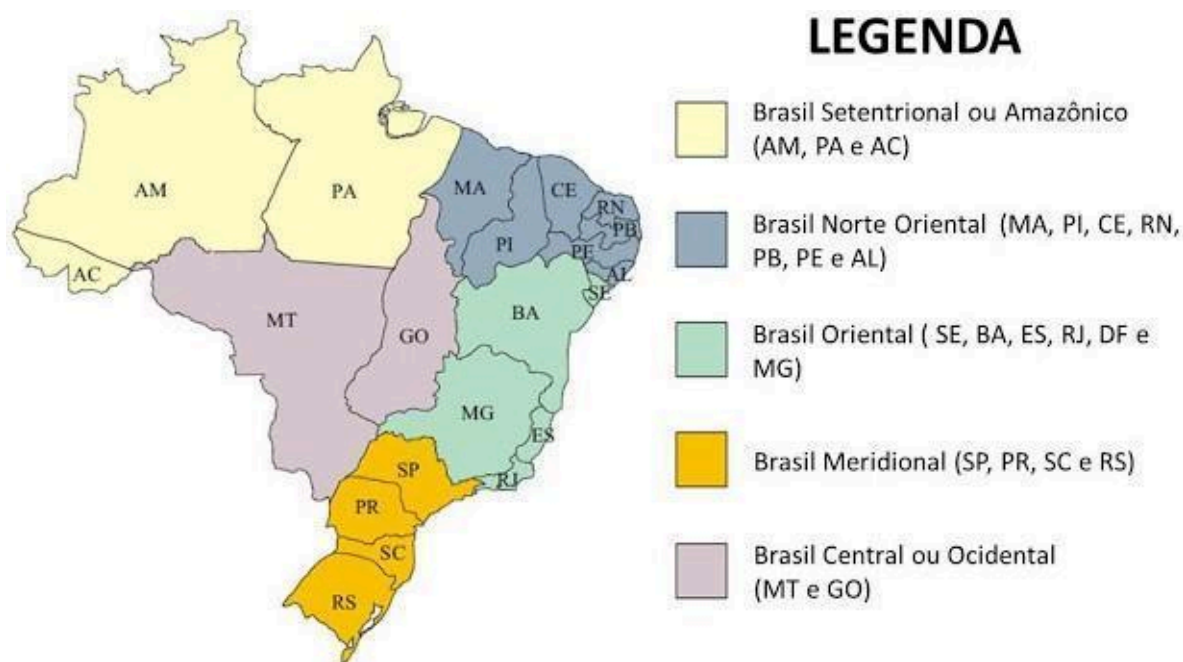 LEGENDA
Brasil Setentrional ou Amazônico
(AM, PA e AC)
Brasil Norte Oriental (MA, PI, CE, RN,
PB, PE e AL)
Brasil Oriental ( SE, BA, ES, RJ, DF e
MG)
Brasil Meridional (SP, PR, SC e RS)
Brasil Central ou Ocidental
(MT e GO)
AM
PA
MA
CE
RN
PB
PI
PE
AL
AC
SE
BA
MT
GO
MG
ES
SP
RJ
PR
SC
RS